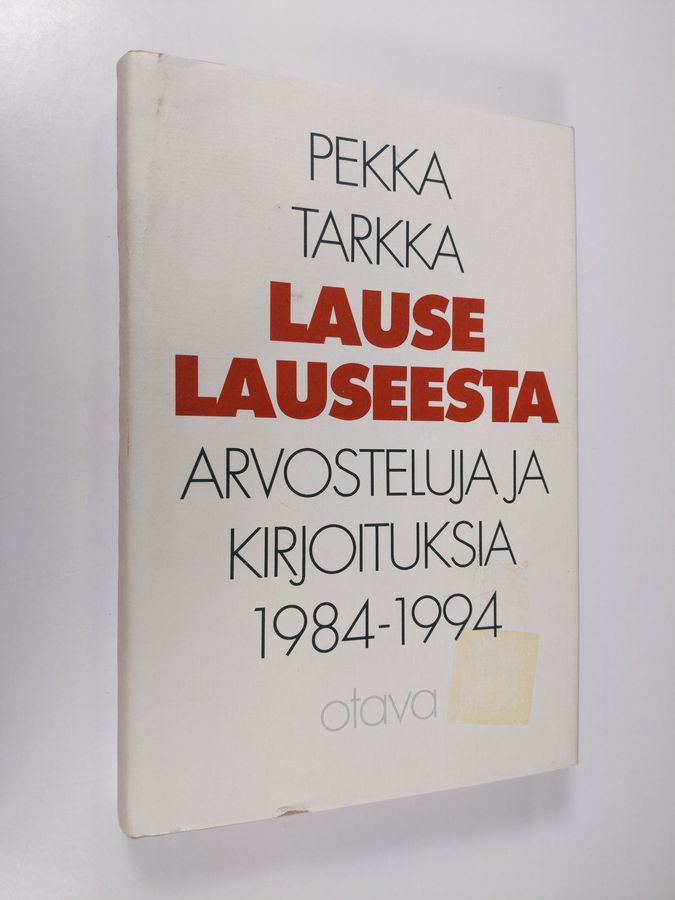 PEKKA
TARKKA
LAUSE
LAUSEESTA
ARVOSTELUJA JA
KIRJOITUKSIA
1984-1994
otava